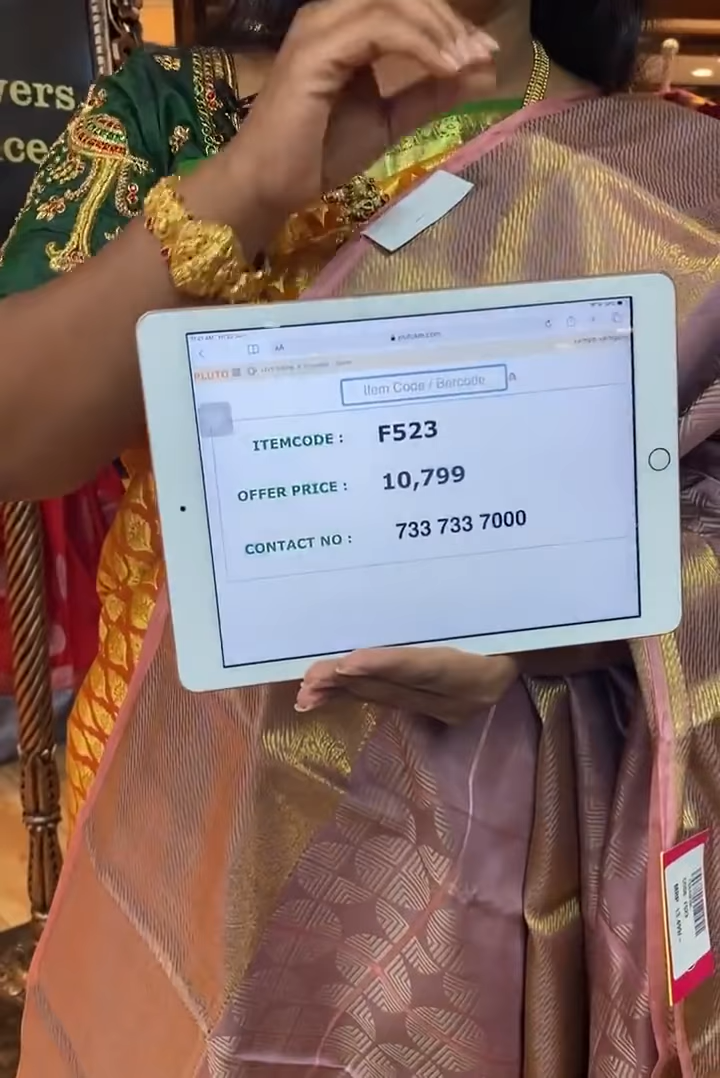 vers
ce
PLUTO
Item Code / Barcode
ITEMCODE : F523
OFFER PRICE : 10,799
CONTACT NO : 733 733 7000